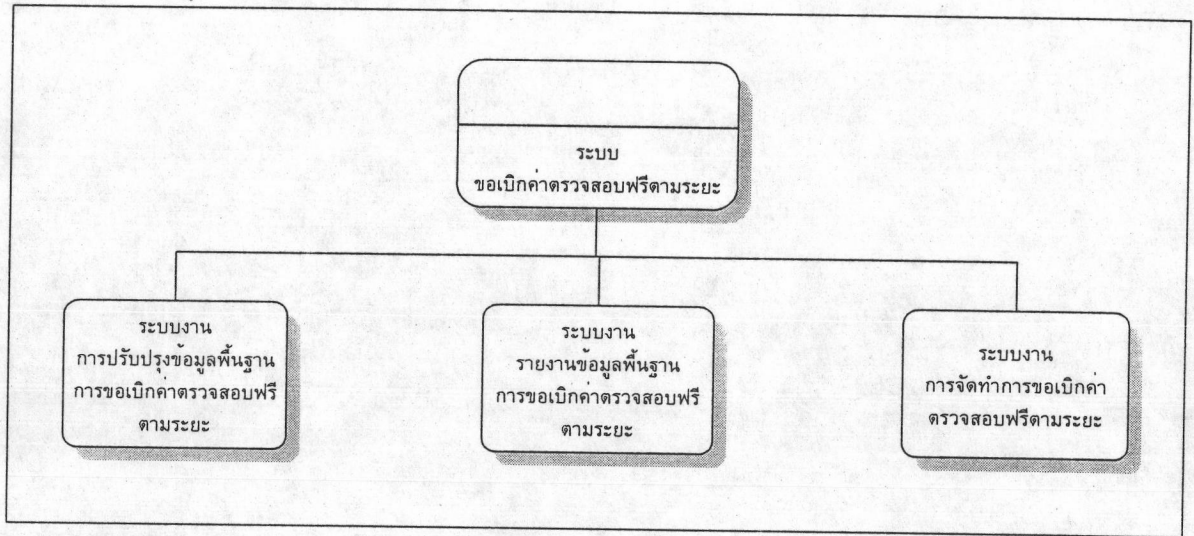 ระบบ
ขอเบิกค่าตรวจสอบฟรีตามระยะ
ระบบงาน
การปรับปรุงข้อมูลพื้นฐาน
การขอเบิกค่าตรวจสอบฟรี
ตามระยะ
ระบบงาน
รายงานข้อมูลพื้นฐาน
การขอเบิกค่าตรวจสอบฟรี
ตามระยะ
ระบบงาน
การจัดทำการขอเบิกค่า
ตรวจสอบฟรีตามระยะ